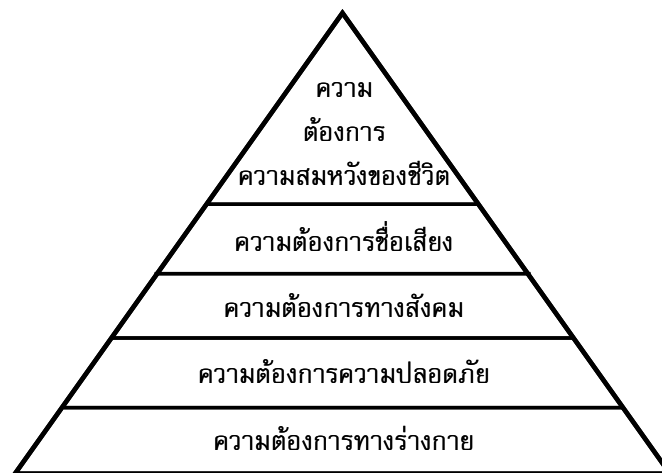 ความ
ต้องการ
ความสมหวังของชีวิต
ความต้องการชื่อเสียง
ความต้องการทางสังคม
ความต้องการความปลอดภัย
ความต้องการทางร่างกาย